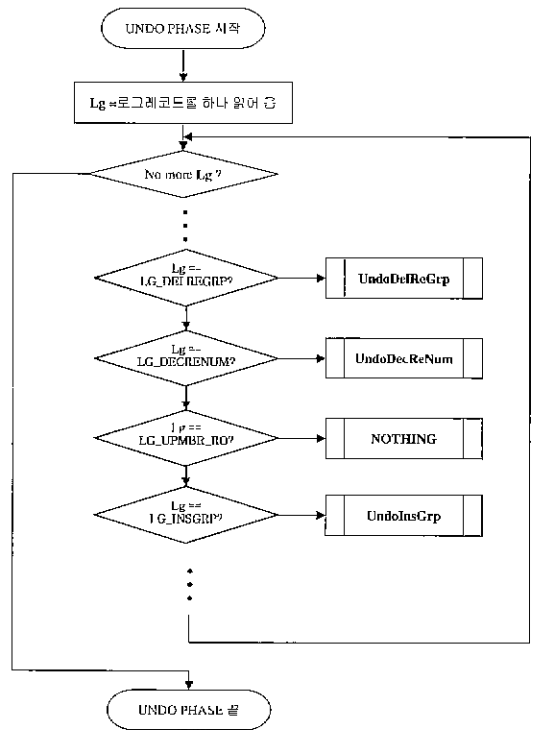 UNDO PHASE 시작
Lg =로그레코드를 하나 읽어 옴
No more Lg ?
Lg ==
LG_DELREGRP?
UndoDelReGrp
Lg ==
LG_DECRENUM?
UndoDecReNum
Lg ==
LG_UPMBR_RO?
NOTHING
Lg ==
LG_INSGRP?
UndoInsGrp
UNDO PHASE 끝